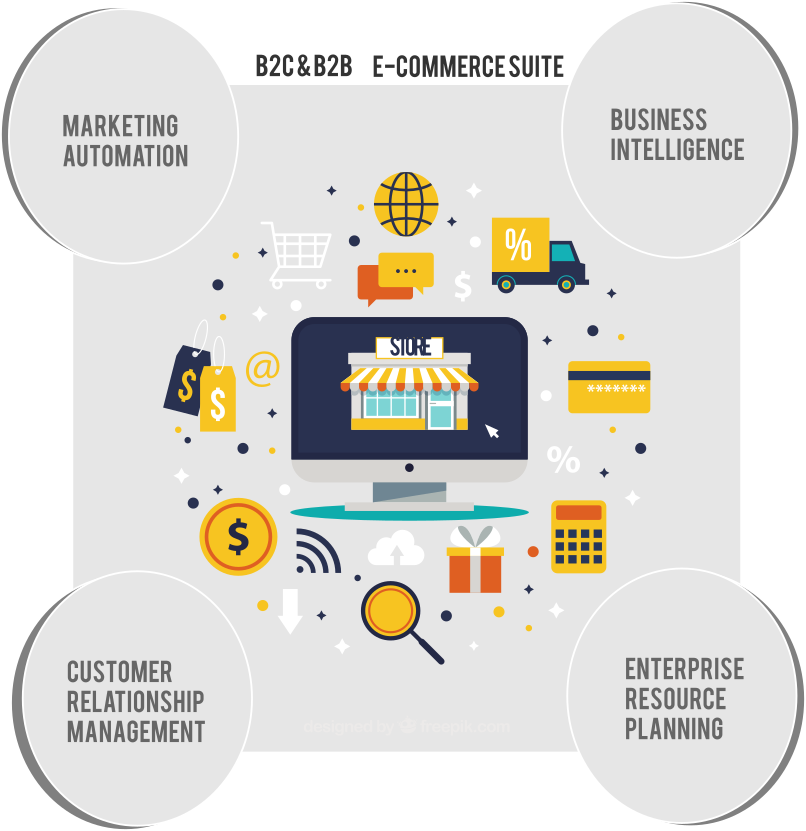 B2C & B2B E-COMMERCE SUITE
MARKETING
AUTOMATION
BUSINESS
INTELLIGENCE
%
$
STORE
$
$
@
*******
%
$
CUSTOMER
RELATIONSHIP
MANAGEMENT
ENTERPRISE
RESOURCE
PLANNING
designed by freepik.com